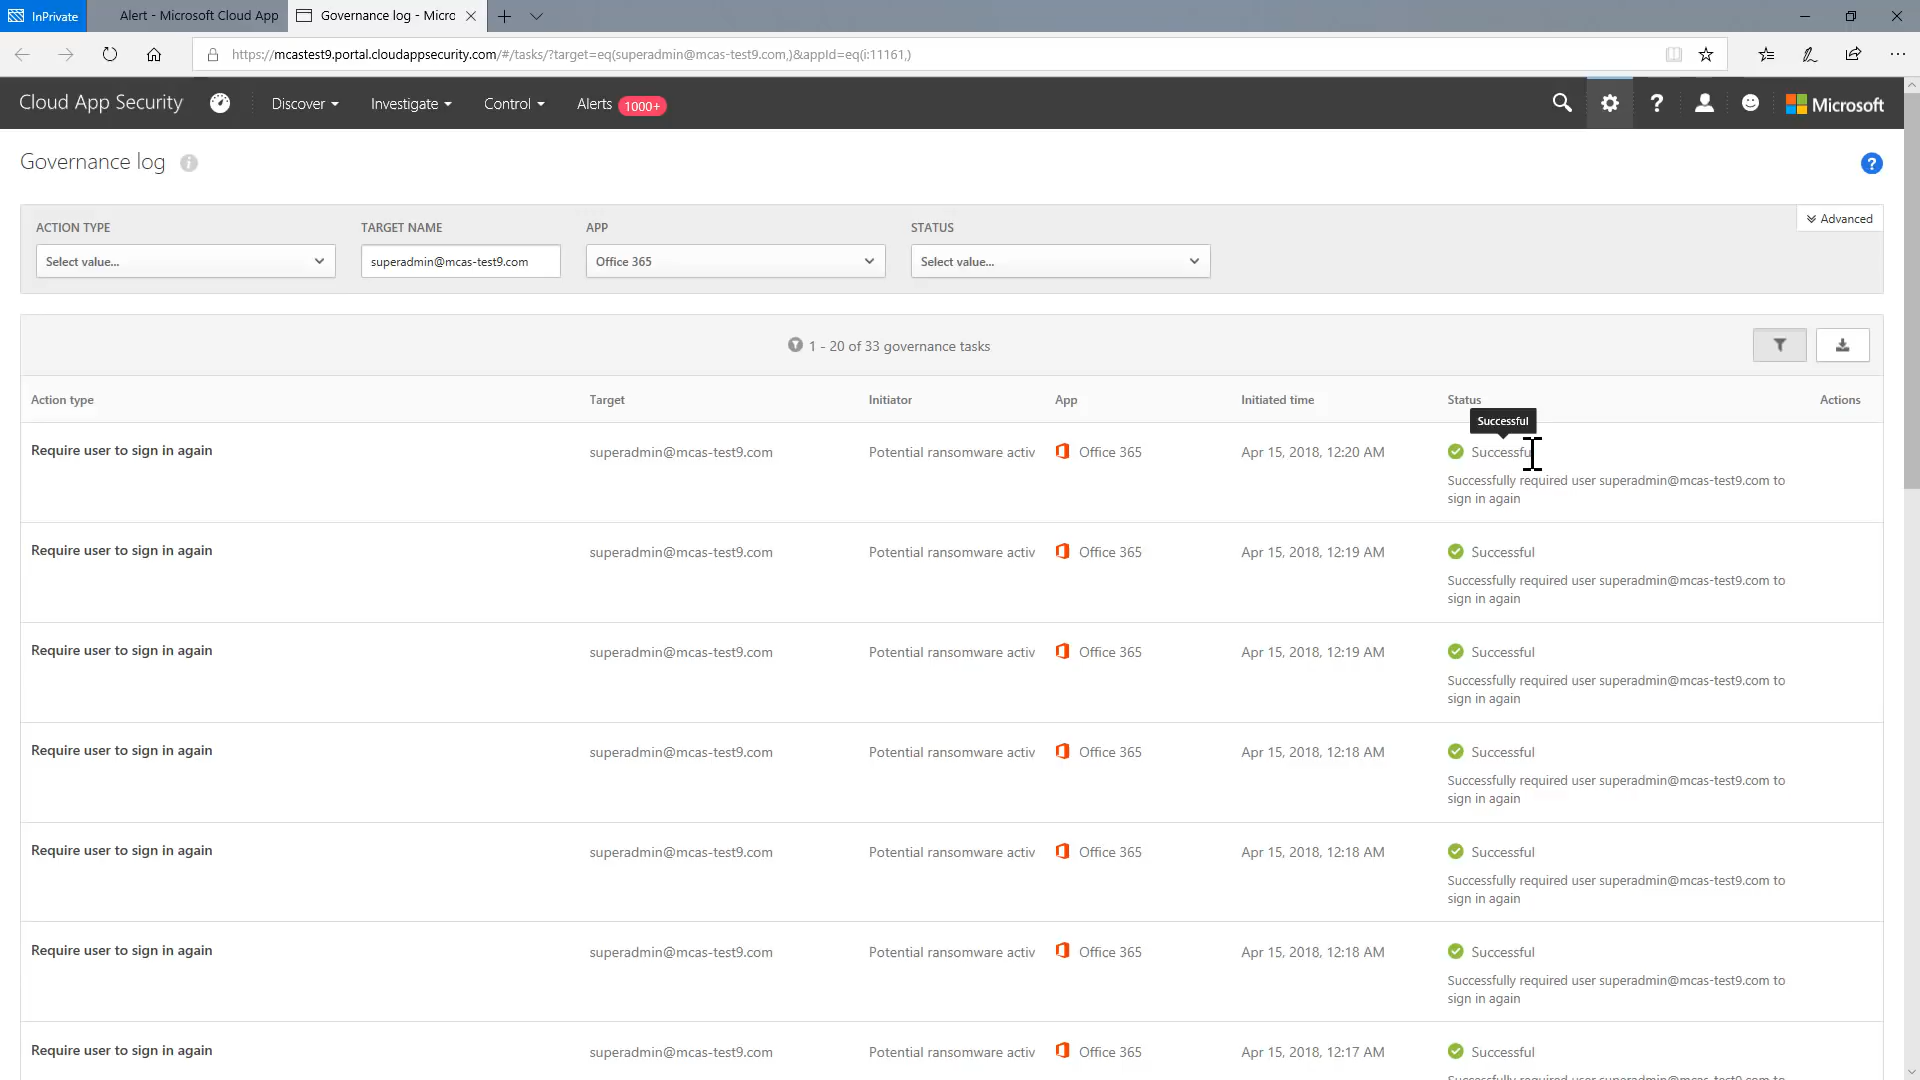 InPrivate
Alert - Microsoft Cloud App
Governance log - Micro
https://mcastest9.portal.cloudappsecurity.com/#/tasks/?target=eq(superadmin@mcas-test9.com,)&appId=eq(i:11161,)
Cloud App Security
Discover
Investigate
Control
Alerts 1000+
?
Microsoft
Governance log
i
?
ACTION TYPE
TARGET NAME
APP
STATUS
Advanced
Select value...
superadmin@mcas-test9.com
Office 365
Select value...
1 - 20 of 33 governance tasks
Action type
Target
Initiator
App
Initiated time
Status
Actions
Successful
Require user to sign in again
superadmin@mcas-test9.com
Potential ransomware activ
Office 365
Apr 15, 2018, 12:20 AM
Successful
Successfully required user superadmin@mcas-test9.com to
sign in again
Require user to sign in again
superadmin@mcas-test9.com
Potential ransomware activ
Office 365
Apr 15, 2018, 12:19 AM
Successful
Successfully required user superadmin@mcas-test9.com to
sign in again
Require user to sign in again
superadmin@mcas-test9.com
Potential ransomware activ
Office 365
Apr 15, 2018, 12:19 AM
Successful
Successfully required user superadmin@mcas-test9.com to
sign in again
Require user to sign in again
superadmin@mcas-test9.com
Potential ransomware activ
Office 365
Apr 15, 2018, 12:18 AM
Successful
Successfully required user superadmin@mcas-test9.com to
sign in again
Require user to sign in again
superadmin@mcas-test9.com
Potential ransomware activ
Office 365
Apr 15, 2018, 12:18 AM
Successful
Successfully required user superadmin@mcas-test9.com to
sign in again
Require user to sign in again
superadmin@mcas-test9.com
Potential ransomware activ
Office 365
Apr 15, 2018, 12:18 AM
Successful
Successfully required user superadmin@mcas-test9.com to
sign in again
Require user to sign in again
superadmin@mcas-test9.com
Potential ransomware activ
Office 365
Apr 15, 2018, 12:17 AM
Successful